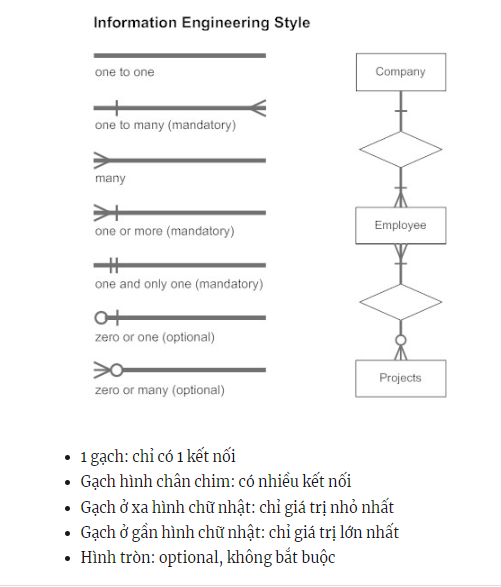 Information Engineering Style
one to one
one to many (mandatory)
many
one or more (mandatory)
one and only one (mandatory)
zero or one (optional)
zero or many (optional)
Company
Employee
Projects
1 gạch: chỉ có 1 kết nối
Gạch hình chân chim: có nhiều kết nối
Gạch ở xa hình chữ nhật: chỉ giá trị nhỏ nhất
Gạch ở gần hình chữ nhật: chỉ giá trị lớn nhất
Hình tròn: optional, không bắt buộc